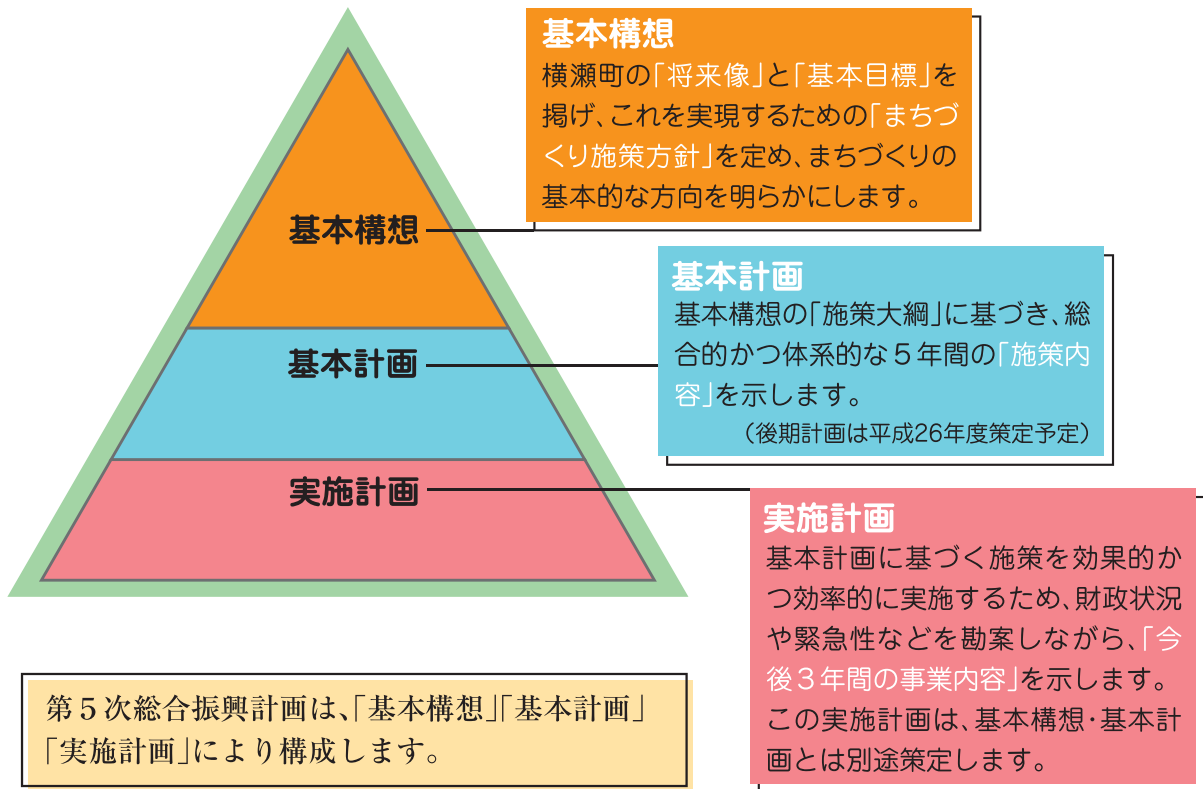 基本構想
横瀬町の「将来像」と「基本目標」を
掲げ、これを実現するための「まちづ
くり施策方針」を定め、まちづくりの
基本的な方向を明らかにします。
基本構想
基本計画
基本構想の「施策大綱」に基づき、総
合的かつ体系的な5年間の「施策内
容」を示します。
（後期計画は平成26年度策定予定）
基本計画
実施計画
実施計画
基本計画に基づく施策を効果的か
つ効率的に実施するため、財政状況
や緊急性などを勘案しながら、「今
後3年間の事業内容」を示します。
この実施計画は、基本構想・基本計
画とは別途策定します。
第5次総合振興計画は、「基本構想」「基本計画」
「実施計画」により構成します。